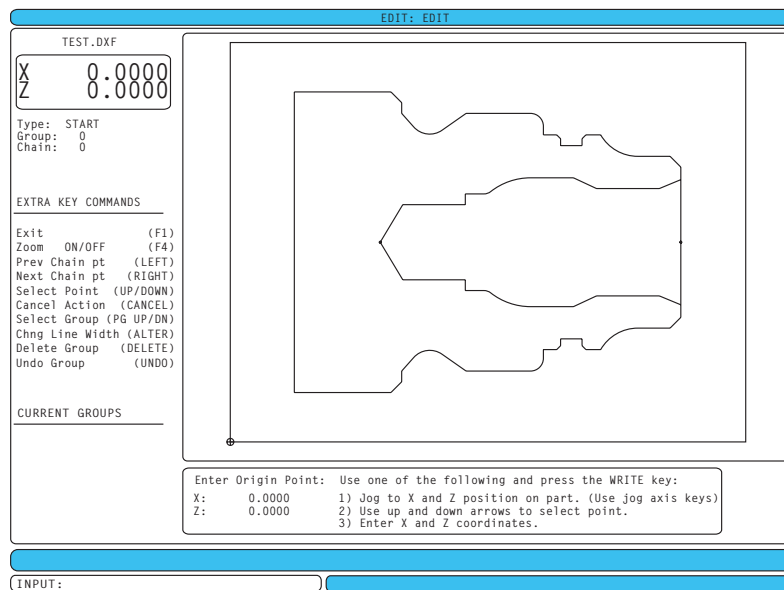 EDIT: EDIT
TEST.DXF
X 0.0000
Z 0.0000
Type: START
Group: 0
Chain: 0
EXTRA KEY COMMANDS
Exit (F1)
Zoom ON/OFF (F4)
Prev Chain pt (LEFT)
Next Chain pt (RIGHT)
Select Point (UP/DOWN)
Cancel Action (CANCEL)
Select Group (PG UP/DN)
Chng Line Width (ALTER)
Delete Group (DELETE)
Undo Group (UNDO)
CURRENT GROUPS
Enter Origin Point: Use one of the following and press the WRITE key:
X: 0.0000 1) Jog to X and Z position on part. (Use jog axis keys)
Z: 0.0000 2) Use up and down arrows to select point.
3) Enter X and Z coordinates.
INPUT: